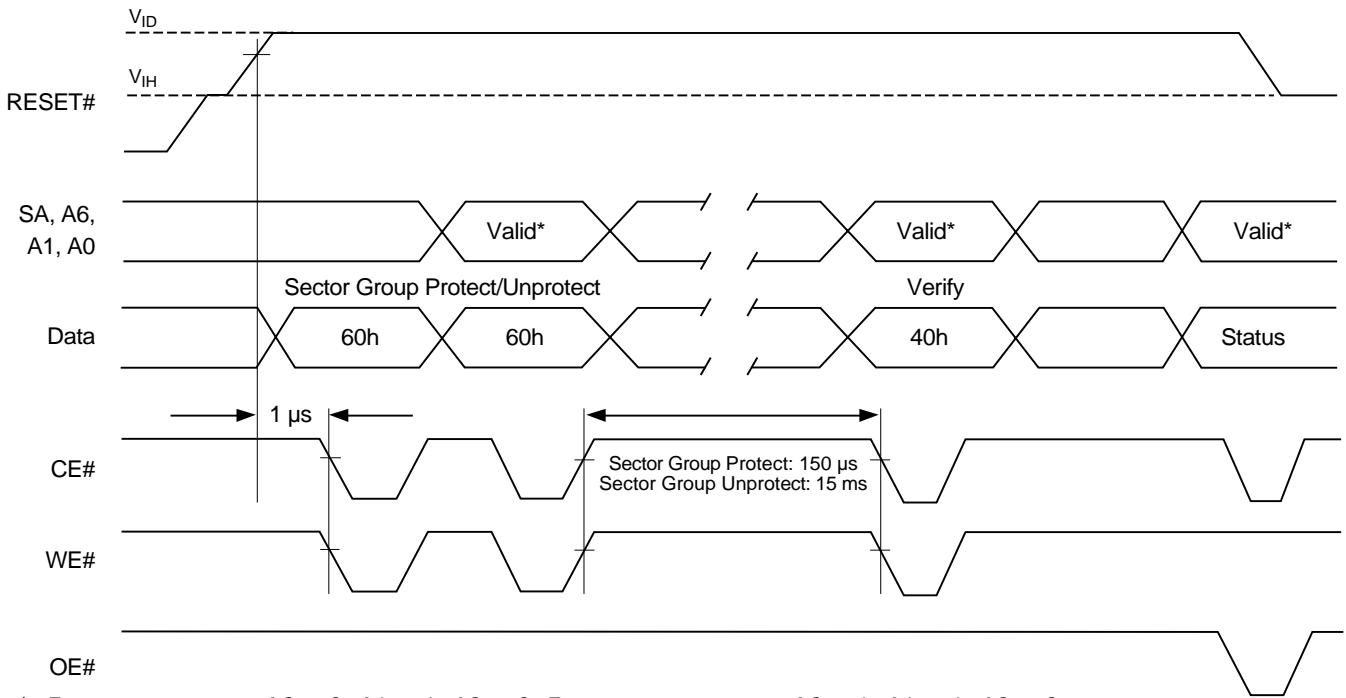 V_ID
V_IH
RESET#
SA, A6,
A1, A0
Valid*
Valid*
Valid*
Sector Group Protect/Unprotect
Verify
Data
60h
60h
40h
Status
1 µs
CE#
Sector Group Protect: 150 µs
Sector Group Unprotect: 15 ms
WE#
OE#